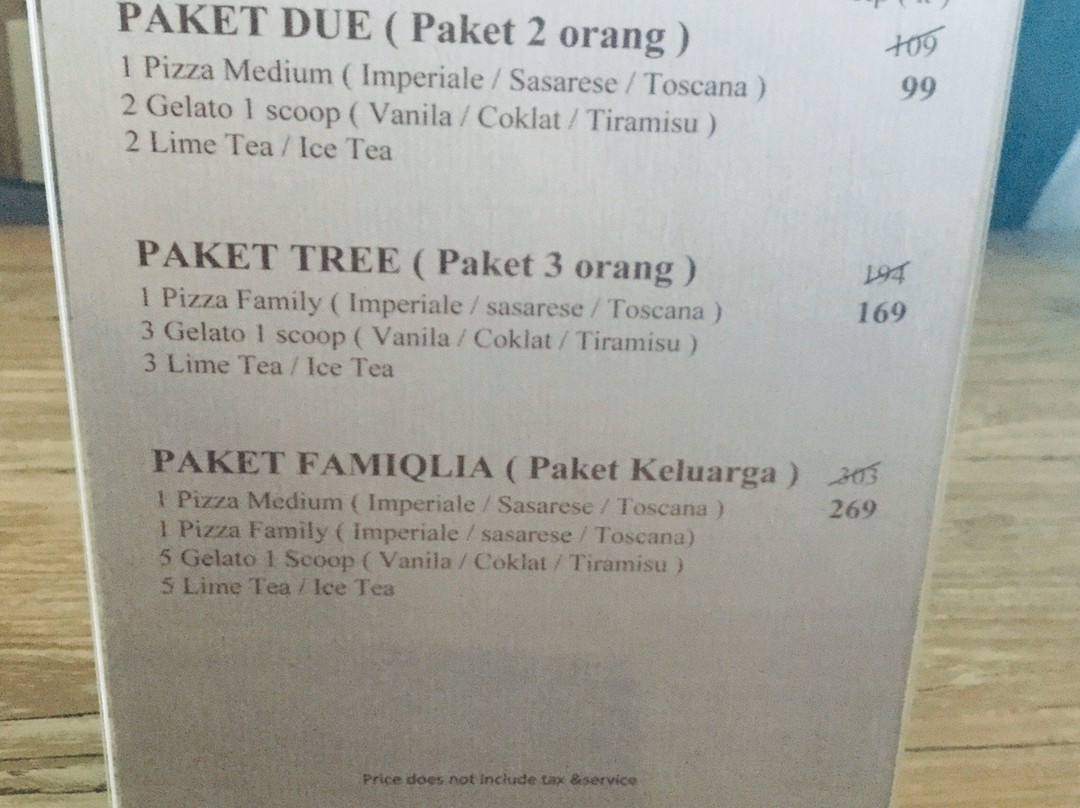 PAKET DUE ( Paket 2 orang ) 109
1 Pizza Medium ( Imperiale / Sasarese / Toscana ) 99
2 Gelato 1 scoop ( Vanila / Coklat / Tiramisu )
2 Lime Tea / Ice Tea
PAKET TREE ( Paket 3 orang ) 194
1 Pizza Family ( Imperiale / sasarese / Toscana ) 169
3 Gelato 1 scoop ( Vanila / Coklat / Tiramisu )
3 Lime Tea / Ice Tea
PAKET FAMIQLIA ( Paket Keluarga ) 303
1 Pizza Medium ( Imperiale / Sasarese / Toscana ) 269
1 Pizza Family ( Imperiale / sasarese / Toscana)
5 Gelato 1 Scoop ( Vanila / Coklat / Tiramisu )
5 Lime Tea / Ice Tea
Price does not include tax &service